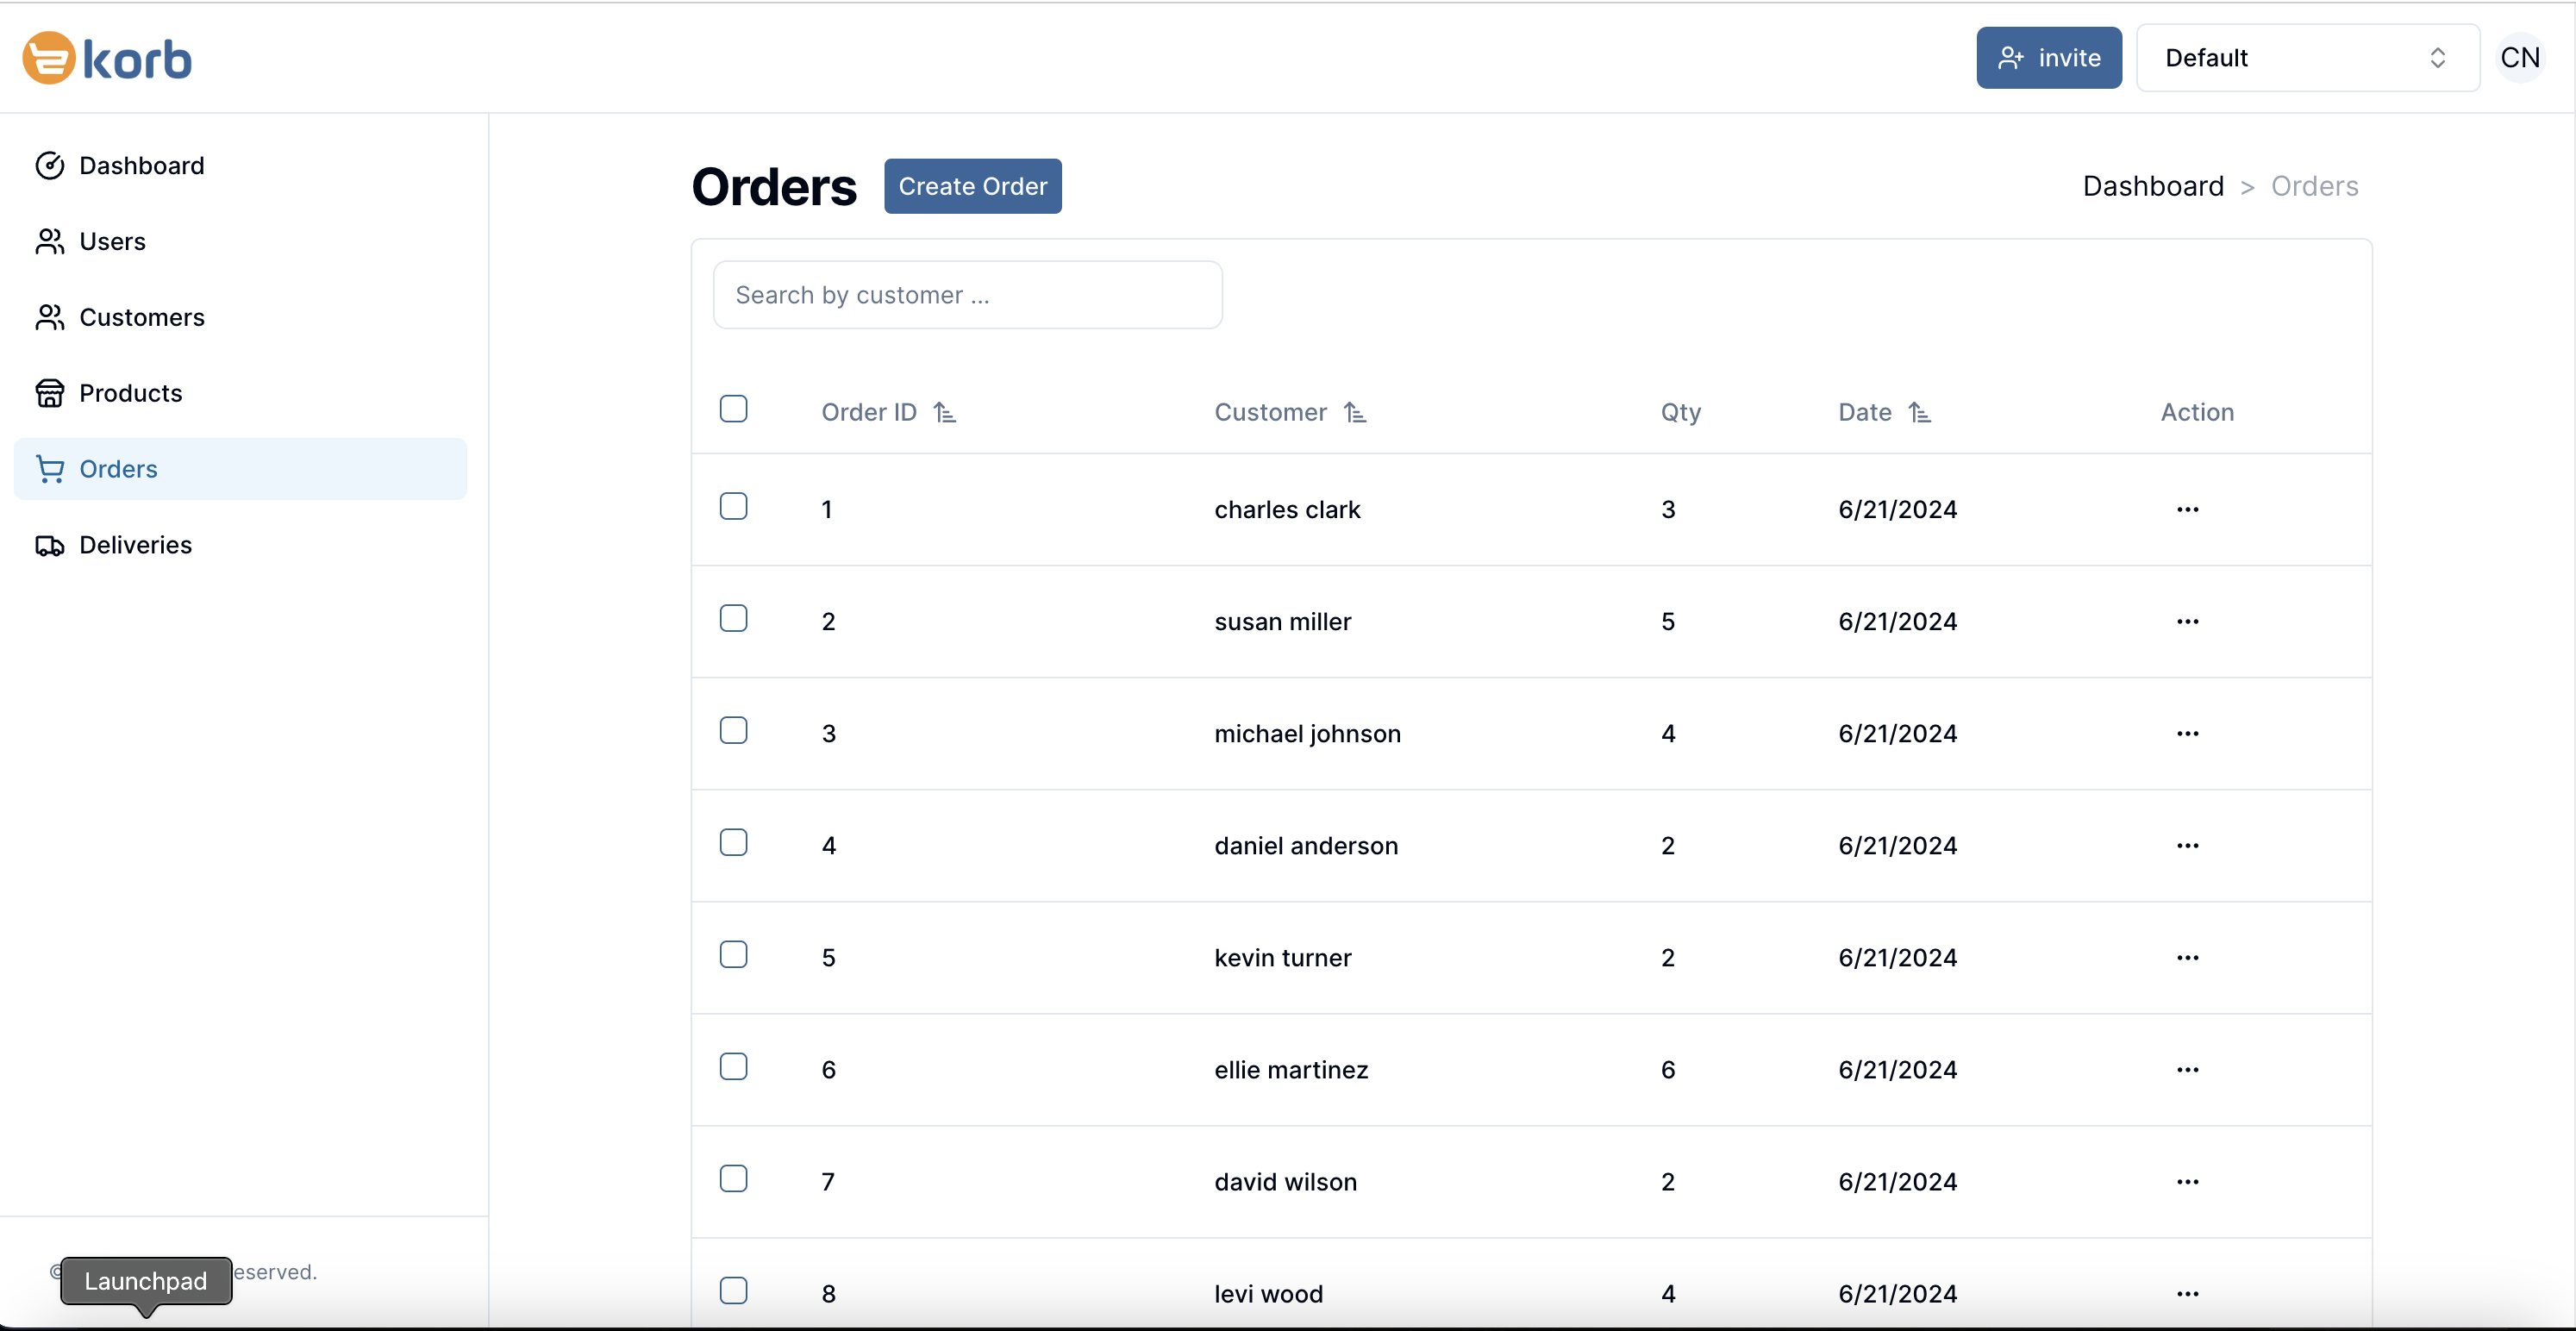 korb
invite
Default
CN
Dashboard
Users
Customers
Products
Orders
Deliveries
Orders
Create Order
Dashboard > Orders
Search by customer ...
Order ID Customer Qty Date Action
1 charles clark 3 6/21/2024 ···
2 susan miller 5 6/21/2024 ···
3 michael johnson 4 6/21/2024 ···
4 daniel anderson 2 6/21/2024 ···
5 kevin turner 2 6/21/2024 ···
6 ellie martinez 6 6/21/2024 ···
7 david wilson 2 6/21/2024 ···
8 levi wood 4 6/21/2024 ···
© eserved.
Launchpad